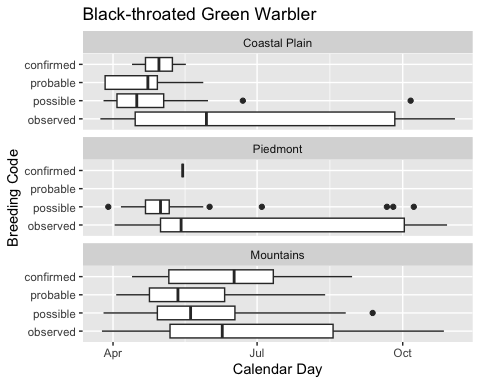 Black-throated Green Warbler
Coastal Plain
confirmed
probable
possible
observed
Piedmont
confirmed
probable
possible
observed
Mountains
confirmed
probable
possible
observed
Breeding Code
Apr Jul Oct
Calendar Day